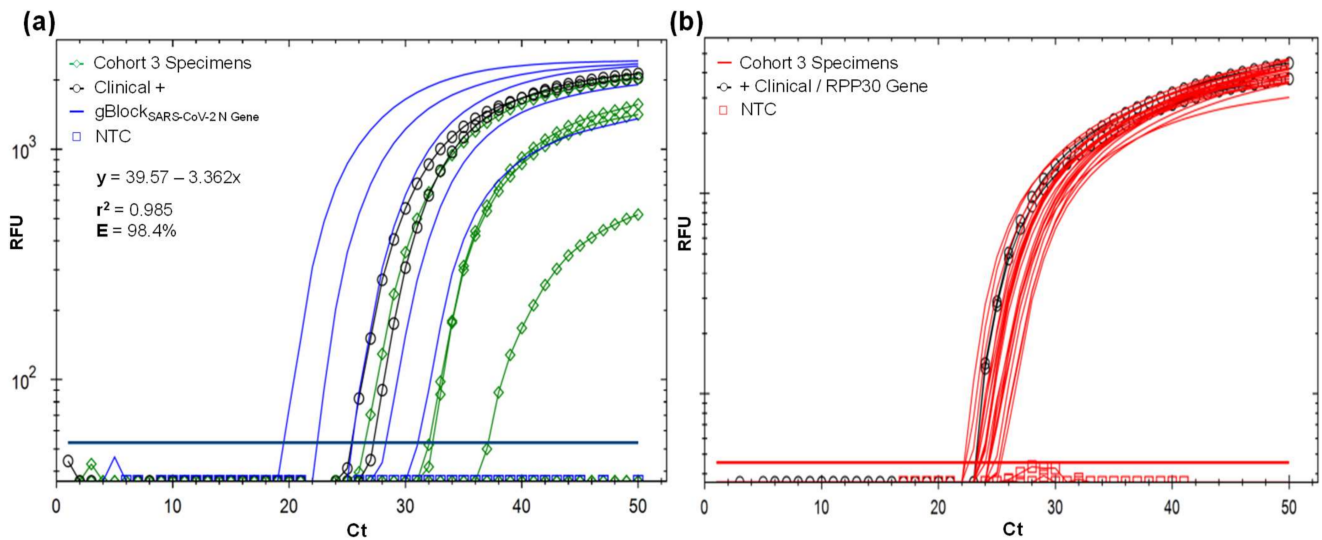 (a)
Cohort 3 Specimens
Clinical +
gBlockSARS-CoV-2 N Gene
NTC
y = 39.57 – 3.362x
r² = 0.985
E = 98.4%
10³
10²
RFU
0 10 20 30 40 50
Ct
(b)
Cohort 3 Specimens
+ Clinical / RPP30 Gene
NTC
RFU
0 10 20 30 40 50
Ct